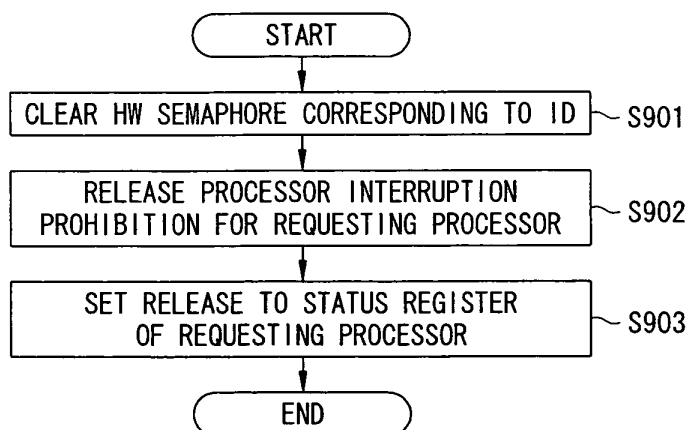 START
CLEAR HW SEMAPHORE CORRESPONDING TO ID
S901
RELEASE PROCESSOR INTERRUPTION
PROHIBITION FOR REQUESTING PROCESSOR
S902
SET RELEASE TO STATUS REGISTER
OF REQUESTING PROCESSOR
S903
END